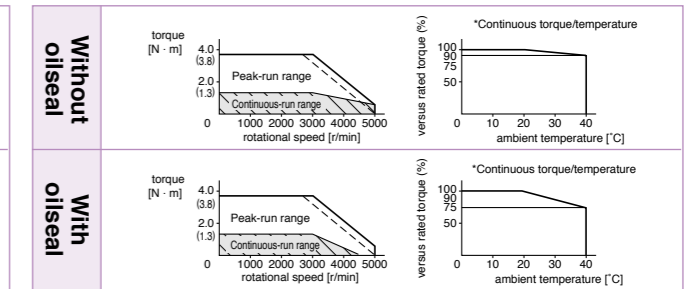 Without
oilseal
torque
[N · m]
4.0
(3.8)
2.0
(1.3)
0
Peak-run range
Continuous-run range
1000 2000 3000 4000 5000
rotational speed [r/min]
*Continuous torque/temperature
versus rated torque (%)
100
90
75
50
0 10 20 30 40
ambient temperature [˚C]
With
oilseal
torque
[N · m]
4.0
(3.8)
2.0
(1.3)
0
Peak-run range
Continuous-run range
1000 2000 3000 4000 5000
rotational speed [r/min]
*Continuous torque/temperature
versus rated torque (%)
100
90
75
50
0 10 20 30 40
ambient temperature [˚C]